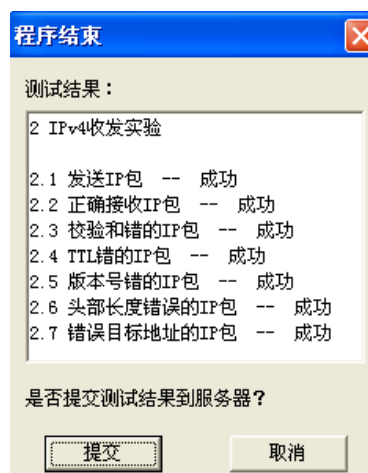 程序结束
测试结果：
2 IPv4收发实验
2.1 发送IP包 -- 成功
2.2 正确接收IP包 -- 成功
2.3 校验和错的IP包 -- 成功
2.4 TTL错的IP包 -- 成功
2.5 版本号错的IP包 -- 成功
2.6 头部长度错误的IP包 -- 成功
2.7 错误目标地址的IP包 -- 成功
是否提交测试结果到服务器？
提交 取消